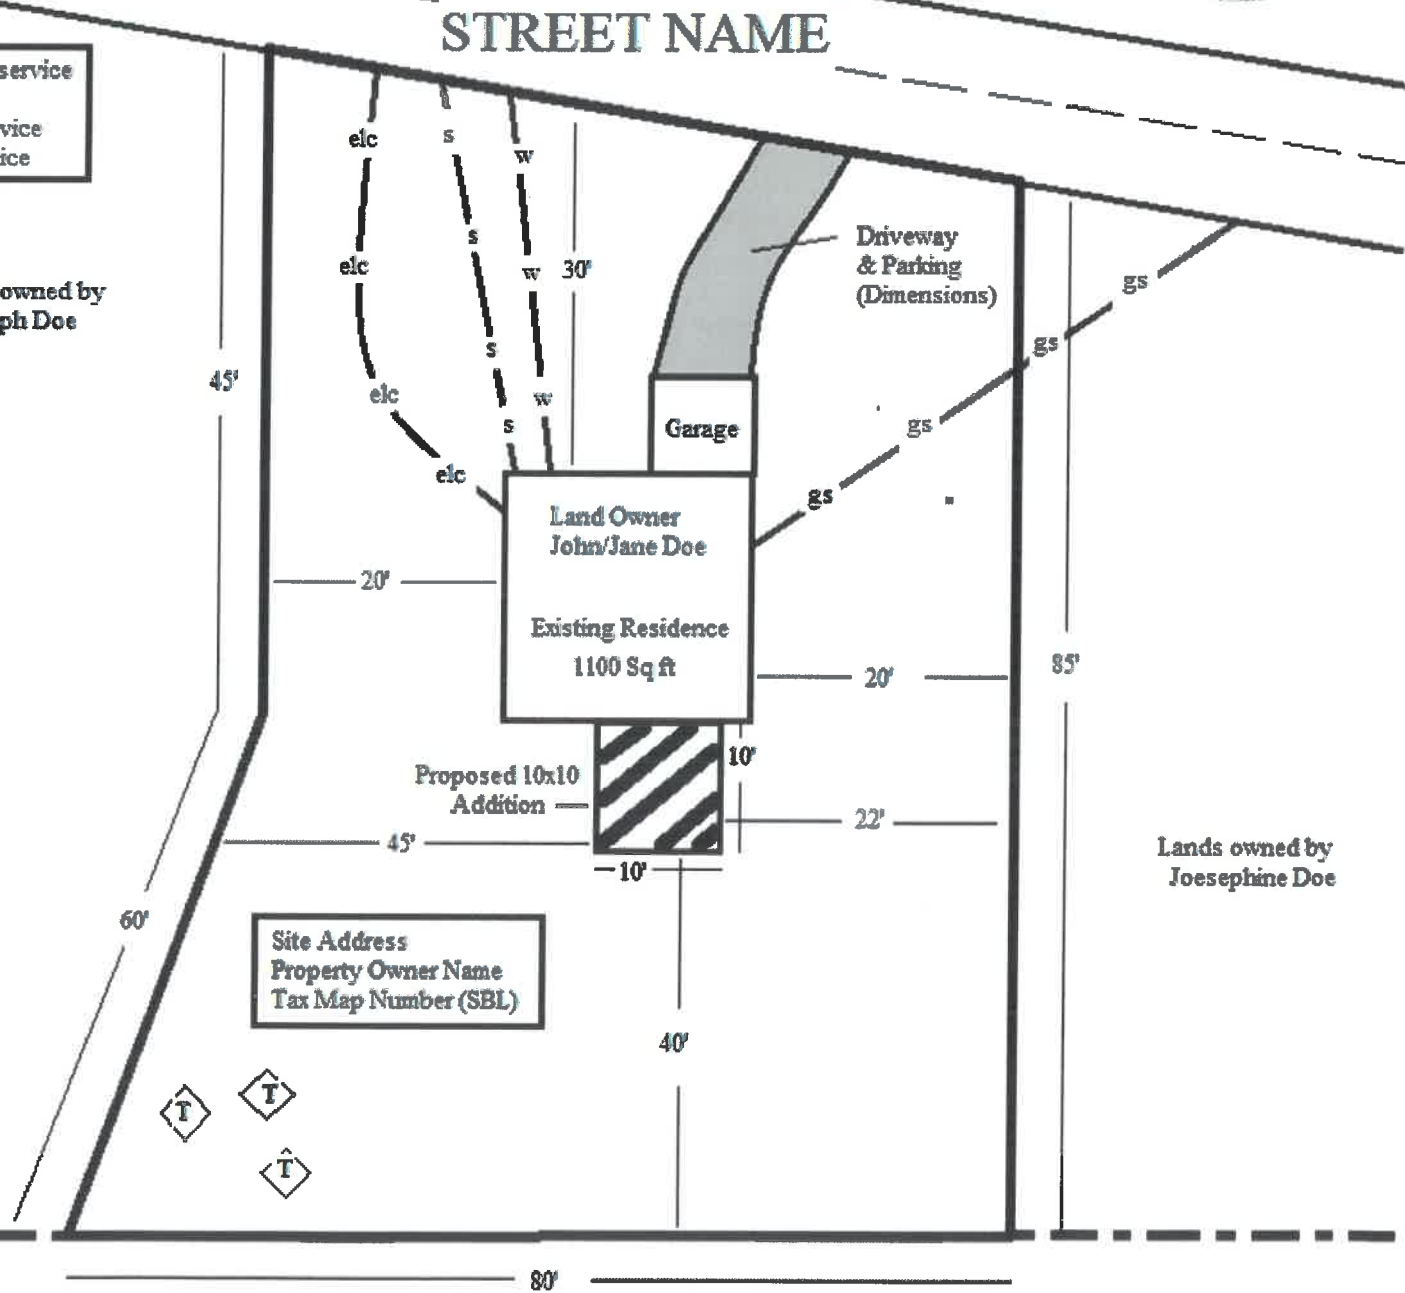 STREET NAME
service
vice
ice
owned by
ph Doe
elc
elc
elc
elc
s
s
s
s
w
w
w
30'
45'
Driveway
& Parking
(Dimensions)
gs
gs
gs
gs
Garage
Land Owner
John/Jane Doe
Existing Residence
1100 Sq ft
20'
20'
85'
Proposed 10x10
Addition
10'
22'
45'
10'
Lands owned by
Joesephine Doe
60'
Site Address
Property Owner Name
Tax Map Number (SBL)
40'
T
T
T
80'